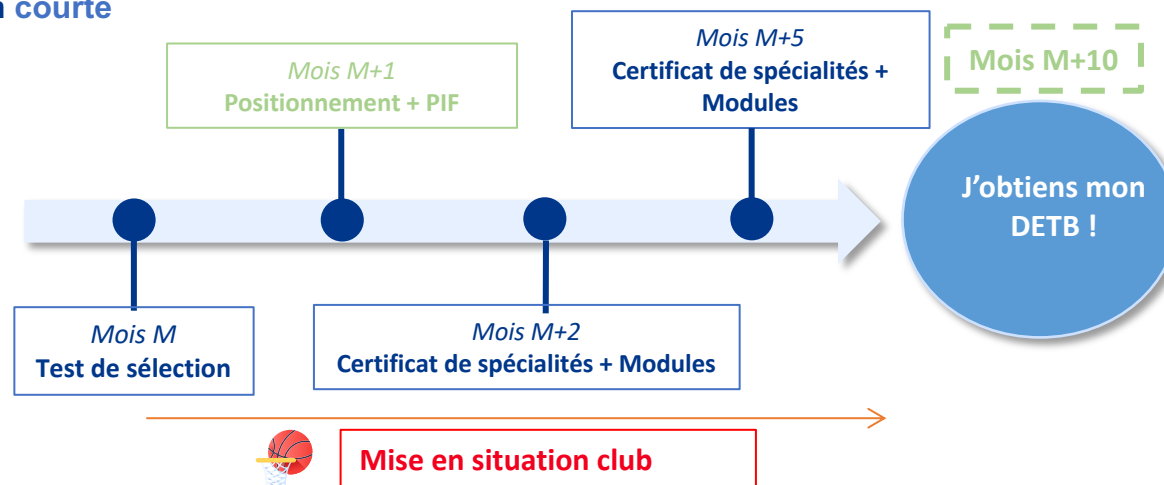 courte
Mois M+1
Positionnement + PIF
Mois M+5
Certificat de spécialités +
Modules
Mois M+10
J'obtiens mon
DETB !
Mois M
Test de sélection
Mois M+2
Certificat de spécialités + Modules
Mise en situation club